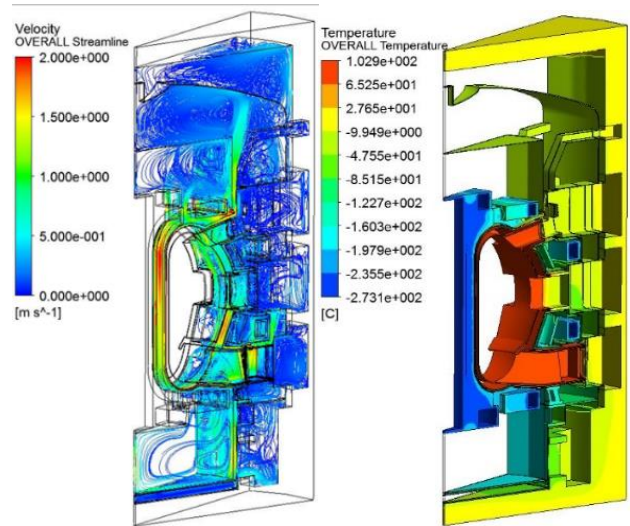 Velocity
OVERALL Streamline
2.000e+000
1.500e+000
1.000e+000
5.000e-001
0.000e+000
[m s^-1]
Temperature
OVERALL Temperature
1.029e+002
6.525e+001
2.765e+001
-9.949e+000
-4.755e+001
-8.515e+001
-1.227e+002
-1.603e+002
-1.979e+002
-2.355e+002
-2.731e+002
[C]